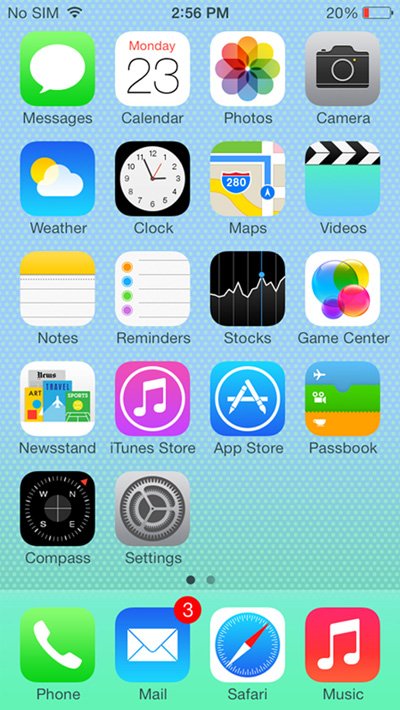 No SIM 2:56 PM 20%
Monday
23
Messages Calendar Photos Camera
280
Weather Clock Maps Videos
Notes Reminders Stocks Game Center
News
ART TRAVEL SPORTS
Newsstand iTunes Store App Store Passbook
N
W
E
S
Compass Settings
3
Phone Mail Safari Music